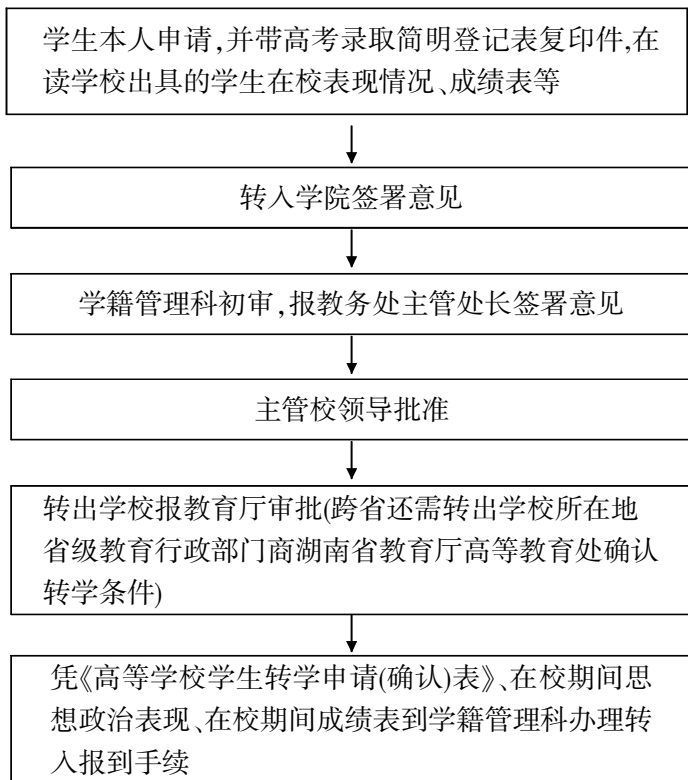 学生本人申请,并带高考录取简明登记表复印件,在
读学校出具的学生在校表现情况、成绩表等
转入学院签署意见
学籍管理科初审,报教务处主管处长签署意见
主管校领导批准
转出学校报教育厅审批(跨省还需转出学校所在地
省级教育行政部门商湖南省教育厅高等教育处确认
转学条件)
凭《高等学校学生转学申请(确认)表》、在校期间思
想政治表现、在校期间成绩表到学籍管理科办理转
入报到手续